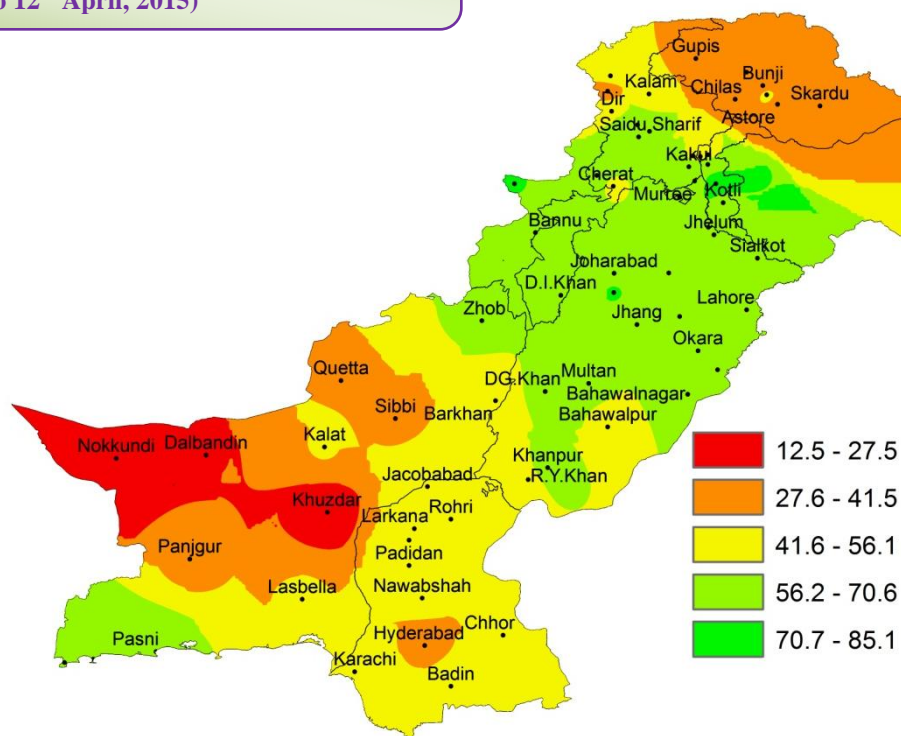 12ᵗʰ April, 2015)
Gupis
Bunji
Kalam
Chilas
Skardu
Dir
Astore
Saidu Sharif
Kakul
Cherat
Murree
Kotli
Bannu
Jhelum
Sialkot
Joharabad
D.I.Khan
Lahore
Zhob
Jhang
Okara
Quetta
DG.Khan
Multan
Bahawalnagar
Sibbi
Barkhan
Bahawalpur
Kalat
Nokkundi
Dalbandin
Khanpur
R.Y.Khan
Jacobabad
Khuzdar
Rohri
Larkana
Panjgur
Padidan
Lasbella
Nawabshah
Pasni
Hyderabad
Chhor
Karachi
Badin
12.5 - 27.5
27.6 - 41.5
41.6 - 56.1
56.2 - 70.6
70.7 - 85.1